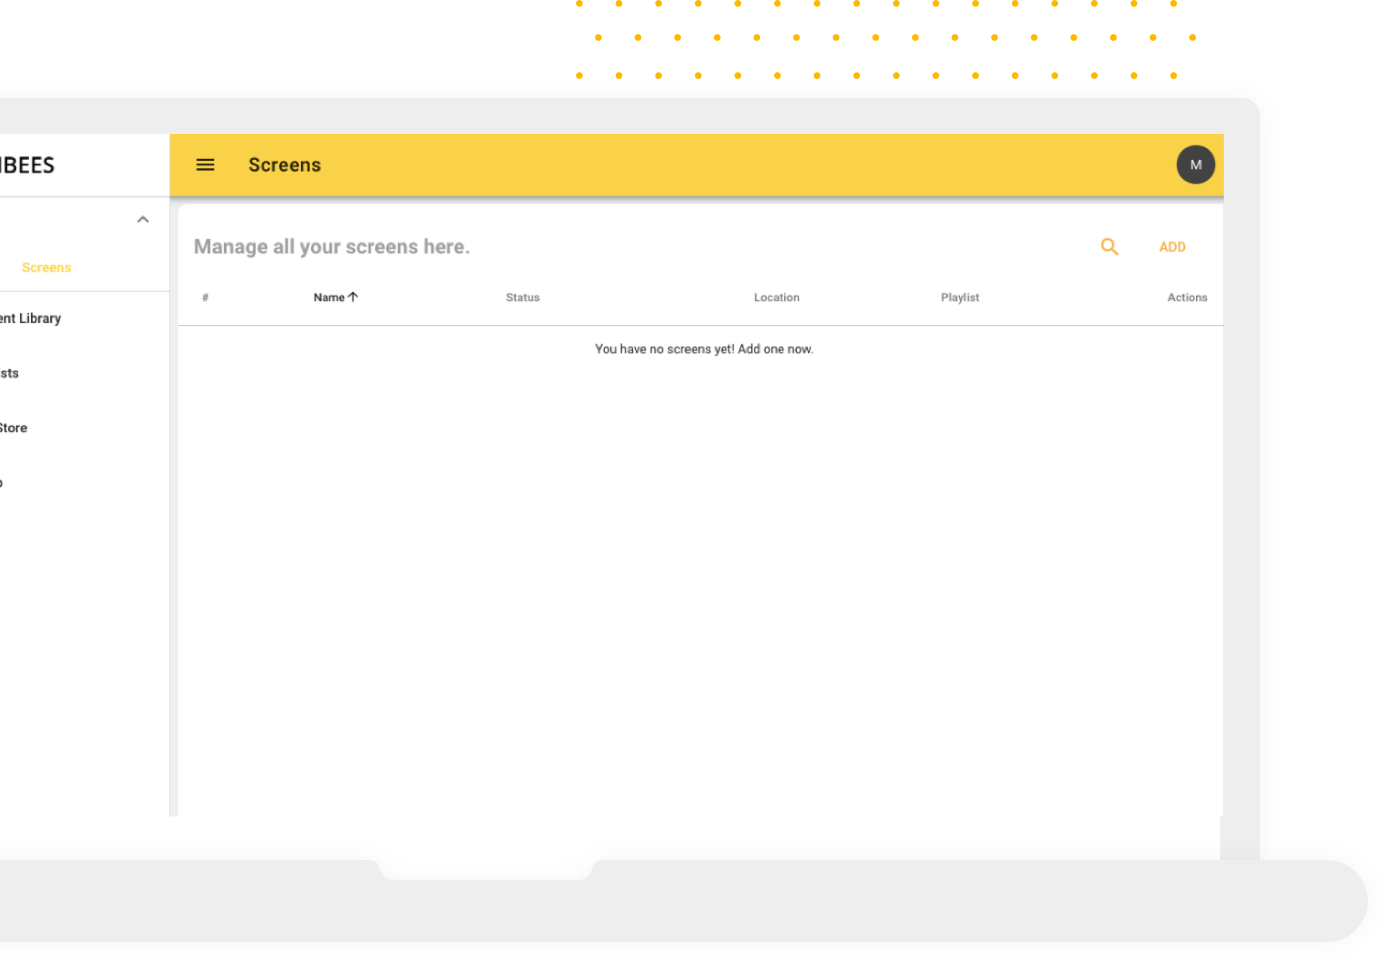 IBEES
Screens
M
Manage all your screens here.
ADD
Screens
# Name Status Location Playlist Actions
ent Library
You have no screens yet! Add one now.
sts
Store